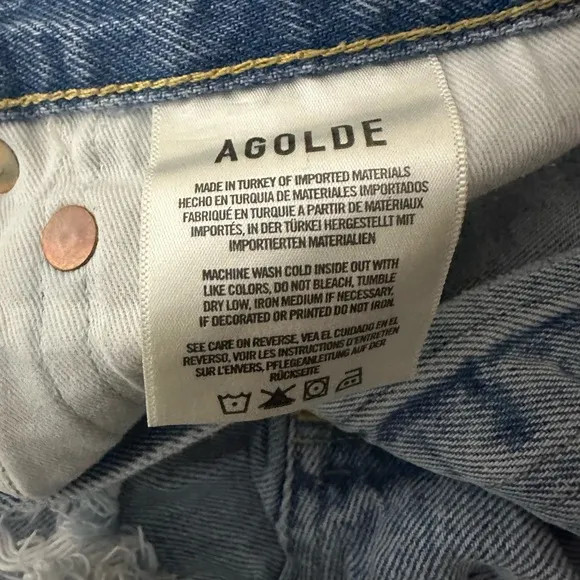 AGOLDE
MADE IN TURKEY OF IMPORTED MATERIALS
HECHO EN TURQUIA DE MATERIALES IMPORTADOS
FABRIQUÉ EN TURQUIE A PARTIR DE MATÉRIAUX
IMPORTÉS, IN DER TÜRKEI HERGESTELLT MIT
IMPORTIERTEN MATERIALIEN
MACHINE WASH COLD INSIDE OUT WITH
LIKE COLORS, DO NOT BLEACH, TUMBLE
DRY LOW, IRON MEDIUM IF NECESSARY.
IF DECORATED OR PRINTED DO NOT IRON.
SEE CARE ON REVERSE, VEA EL CUIDADO EN EL
REVERSO, VOIR LES INSTRUCTIONS D'ENTRETIEN
SUR L'ENVERS, PFLEGEANLEITUNG AUF DER
RÜCKSEITE